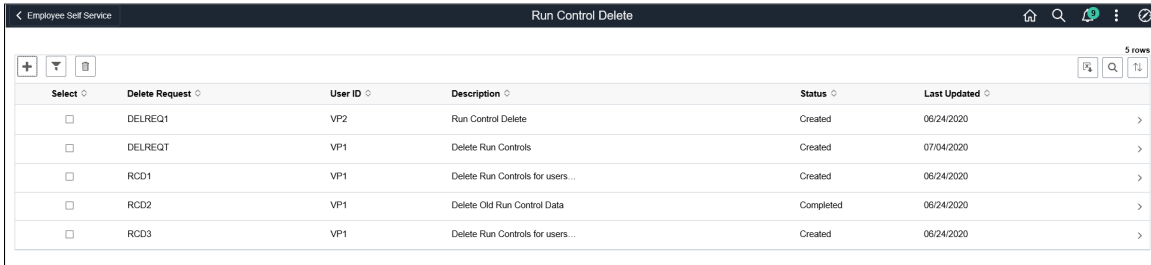 Employee Self Service Run Control Delete 9
5 rows
Select Delete Request User ID Description Status Last Updated
DELREQ1 VP2 Run Control Delete Created 06/24/2020
DELREQT VP1 Delete Run Controls Created 07/04/2020
RCD1 VP1 Delete Run Controls for users... Created 06/24/2020
RCD2 VP1 Delete Old Run Control Data Completed 06/24/2020
RCD3 VP1 Delete Run Controls for users... Created 06/24/2020